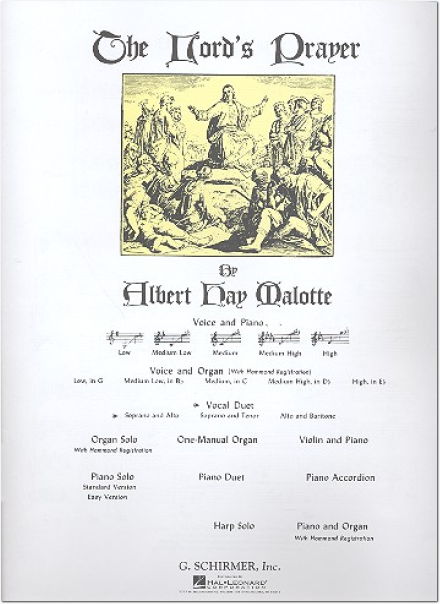 The Lord's Prayer
By
Albert Hay Malotte
Voice and Piano
Low Medium Low Medium Medium High High
Voice and Organ (With Hammond Registration)
Low, in G Medium Low, in B♭ Medium, in C Medium High, in D♭ High, in E♭
Vocal Duet
Soprano and Alto Soprano and Tenor Alto and Baritone
Organ Solo One-Manual Organ Violin and Piano
With Hammond Registration
Piano Solo Piano Duet Piano Accordion
Standard Version
Easy Version
Harp Solo Piano and Organ
With Hammond Registration
G. SCHIRMER, Inc.
HAL•LEONARD
CORPORATION